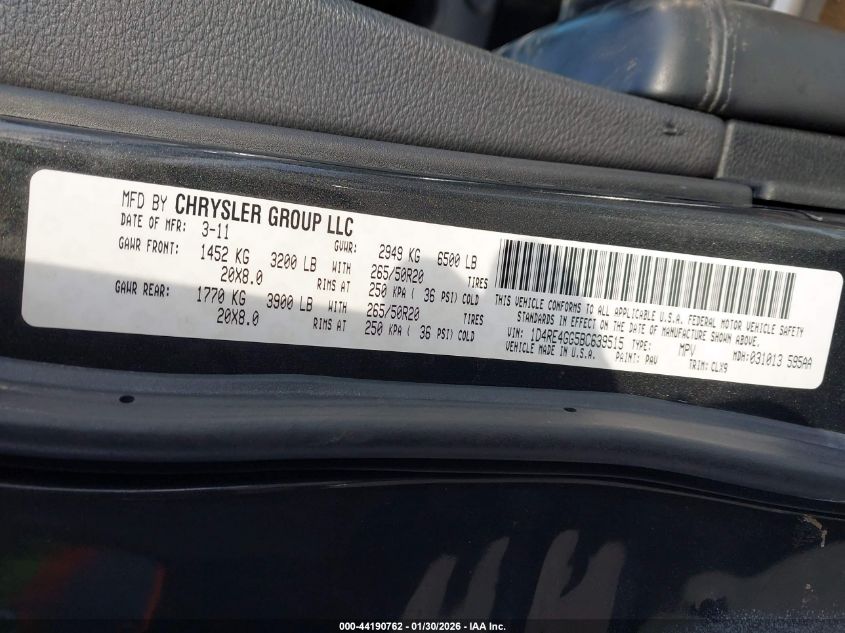 MFD BY CHRYSLER GROUP LLC
DATE OF MFR: 3-11 GVWR: 2949 KG 6500 LB
GAWR FRONT: 1452 KG 3200 LB WITH 265/50R20 TIRES
20X8.0 RIMS AT 250 KPA ( 36 PSI) COLD
GAWR REAR: 1770 KG 3900 LB WITH 265/50R20 TIRES
20X8.0 RIMS AT 250 KPA ( 36 PSI) COLD
THIS VEHICLE CONFORMS TO ALL APPLICABLE U.S.A. FEDERAL MOTOR VEHICLE SAFETY
STANDARDS IN EFFECT ON THE DATE OF MANUFACTURE SHOWN ABOVE.
VIN: 1D4RE4GG5BC639515 TYPE: MPV MDH: 031013 595AA
VEHICLE MADE IN U.S.A. PAINT: PAV TRIM: CLX9
000-44190762 - 01/30/2026 - IAA Inc.